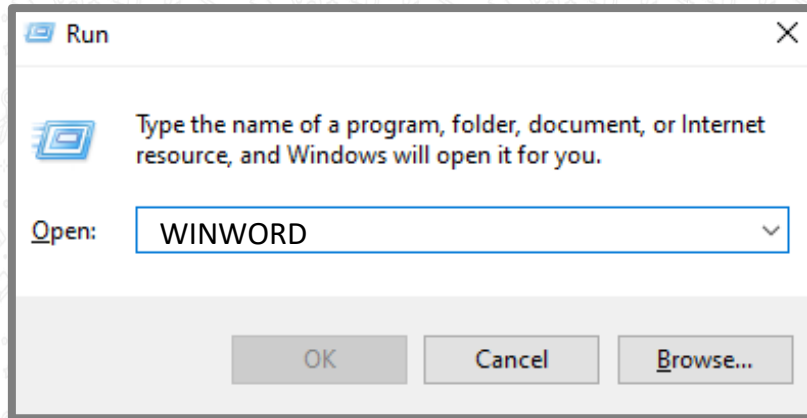 Run
Type the name of a program, folder, document, or Internet
resource, and Windows will open it for you.
Open: WINWORD
OK Cancel Browse...